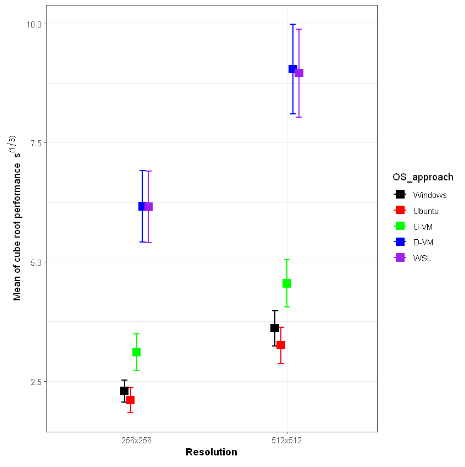 10.0
7.5
5.0
2.5
Mean of cube root performance s^(1/3)
256x256
512x512
Resolution
OS_approach
Windows
Ubuntu
U-VM
D-VM
WSL